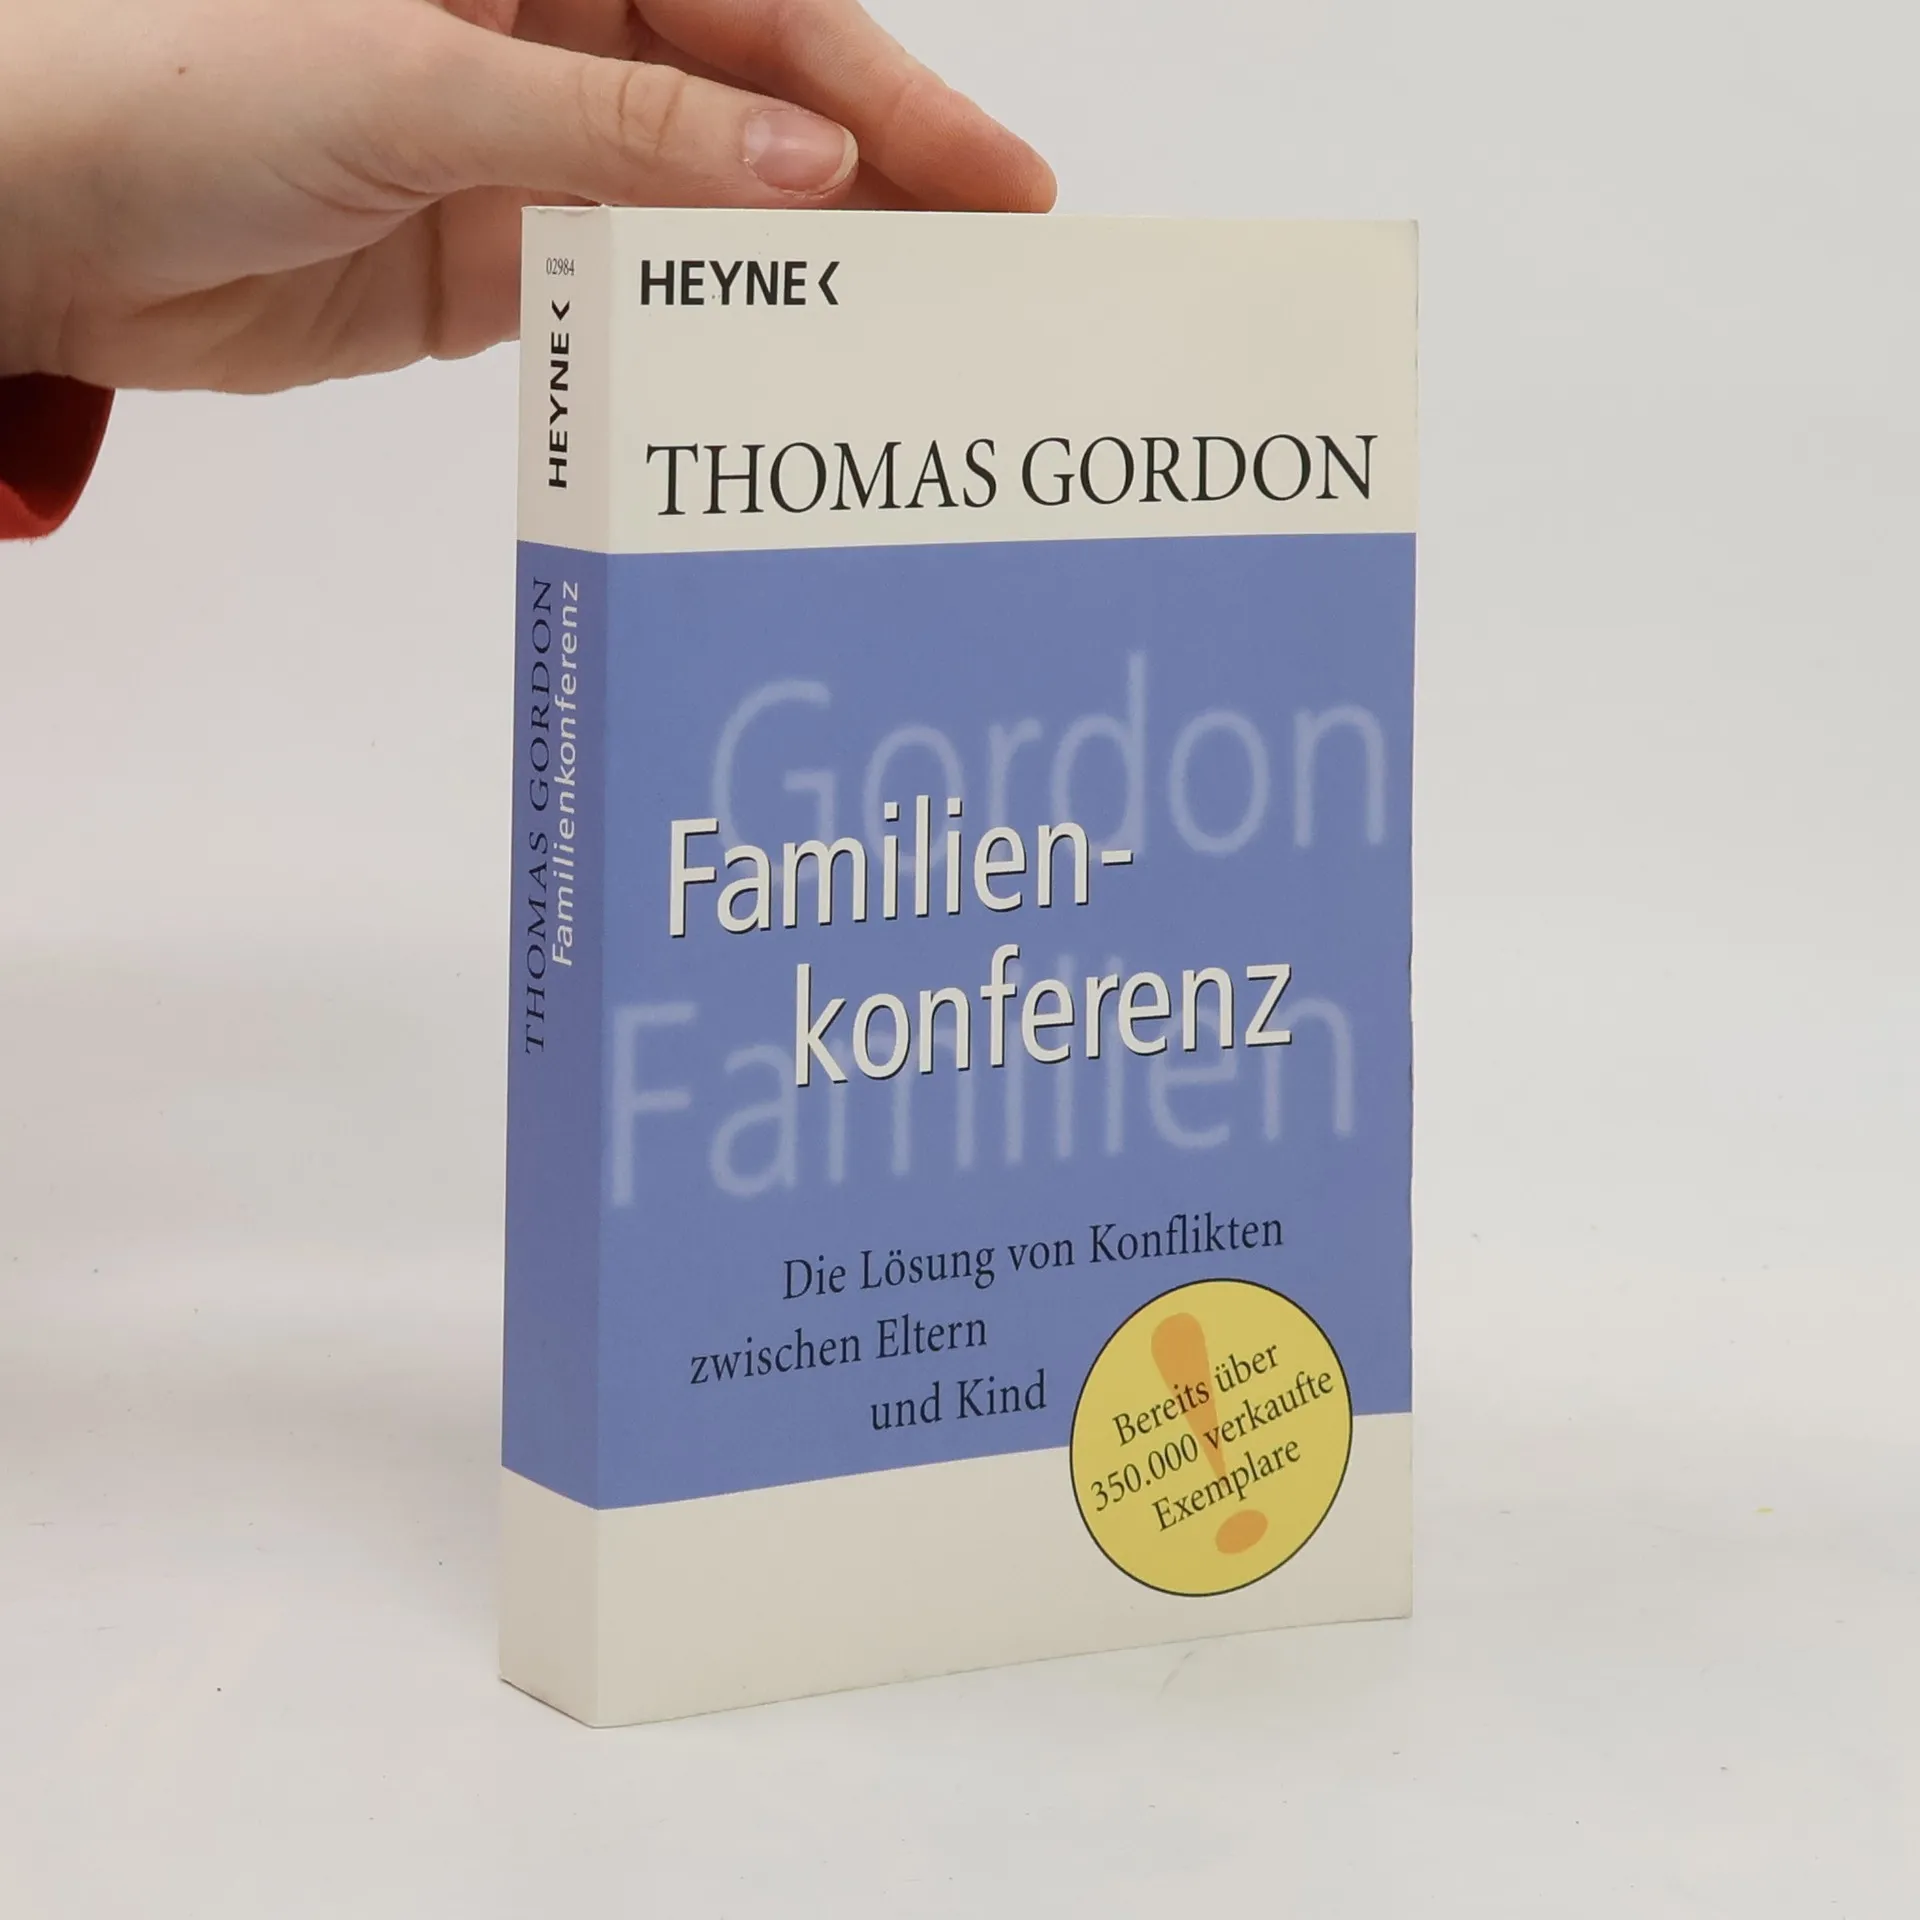 02984
HEYNE<
THOMAS GORDON
Familienkonferenz
HEYNE<
THOMAS GORDON
Gordon
Familien-
konferenz
Familien
Die Lösung von Konflikten
zwischen Eltern
und Kind
Bereits über
350.000 verkaufte
Exemplare